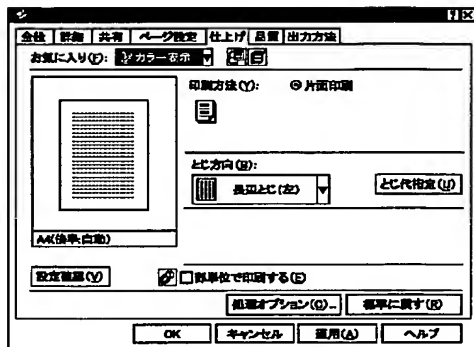 全般 詳細 共有 ページ設定 仕上げ 品質 出力方法
お気に入り(F): カラー表示
印刷方法(Y): 片面印刷
とじ方向(B):
長辺とじ(左) とじ代指定(U)
A4(倍率:自動)
設定確認(V) 部単位で印刷する(E)
処理オプション(G)... 標準に戻す(R)
OK キャンセル 適用(A) ヘルプ